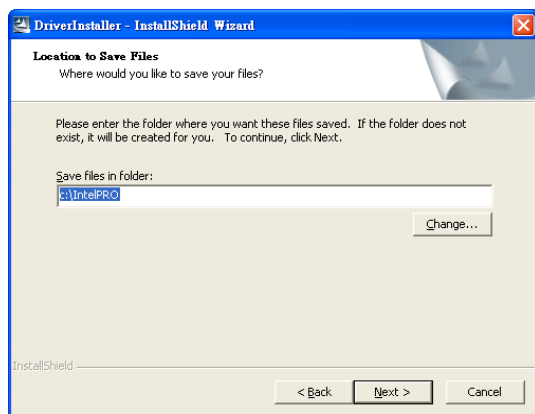 DriverInstaller - InstallShield Wizard
Location to Save Files
Where would you like to save your files?
Please enter the folder where you want these files saved.  If the folder does not
exist, it will be created for you.  To continue, click Next.
Save files in folder:
c:\IntelPRO
Change...
InstallShield
< Back
Next >
Cancel